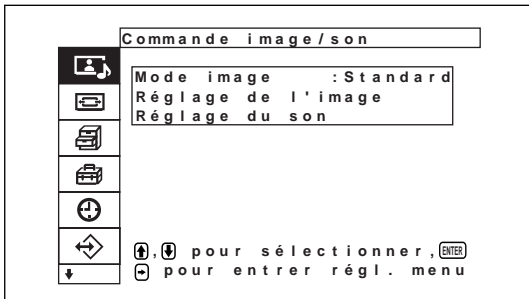 Commande image/son
Mode image :Standard
Réglage de l'image
Réglage du son
, pour sélectionner, ENTER
pour entrer régl. menu